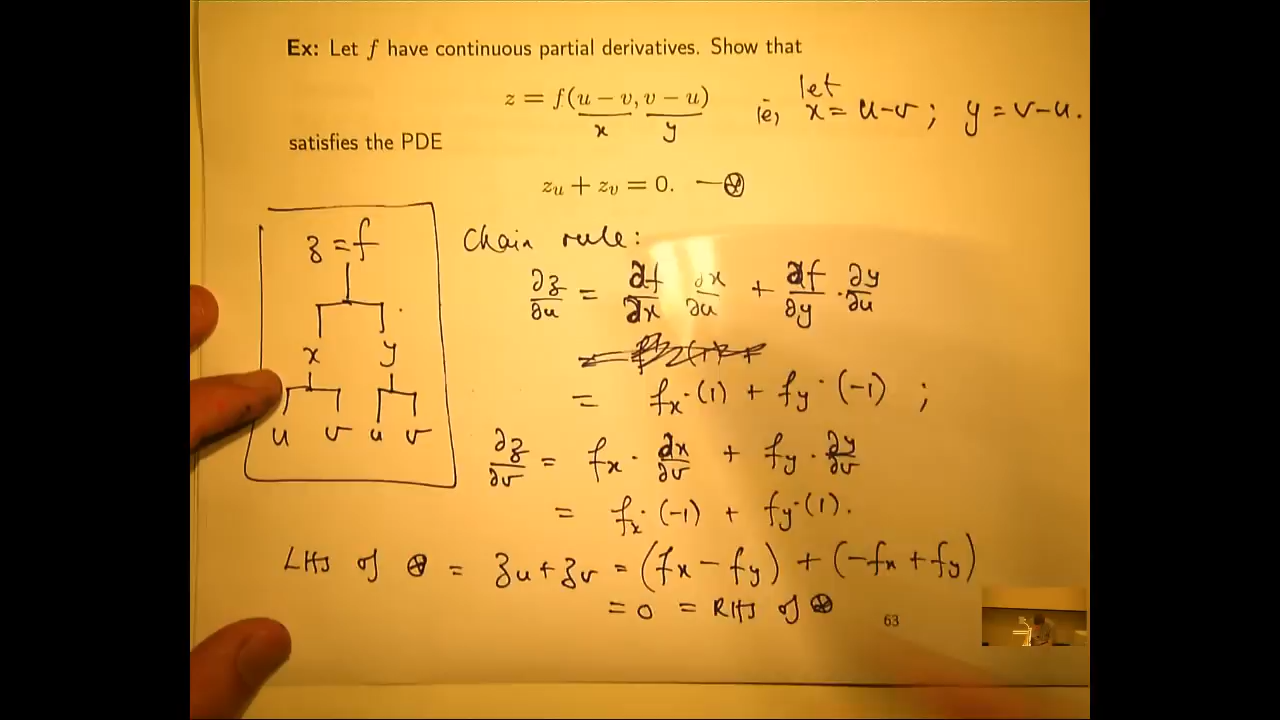 Ex: Let f have continuous partial derivatives. Show that
z = f(u − v, v − u)
x y
ie, let x = u-v ; y = v-u.
satisfies the PDE
z_u + z_v = 0. — ⊛
z = f
x y
u v u v
Chain rule:
∂z/∂u = ∂f/∂x ∂x/∂u + ∂f/∂y · ∂y/∂u
= f_x · (1) + f_y · (-1) ;
∂z/∂v = f_x · ∂x/∂v + f_y · ∂y/∂v
= f_x · (-1) + f_y · (1).
LHS of ⊛ = z_u + z_v = (f_x - f_y) + (-f_x + f_y)
= 0 = RHS of ⊛
63